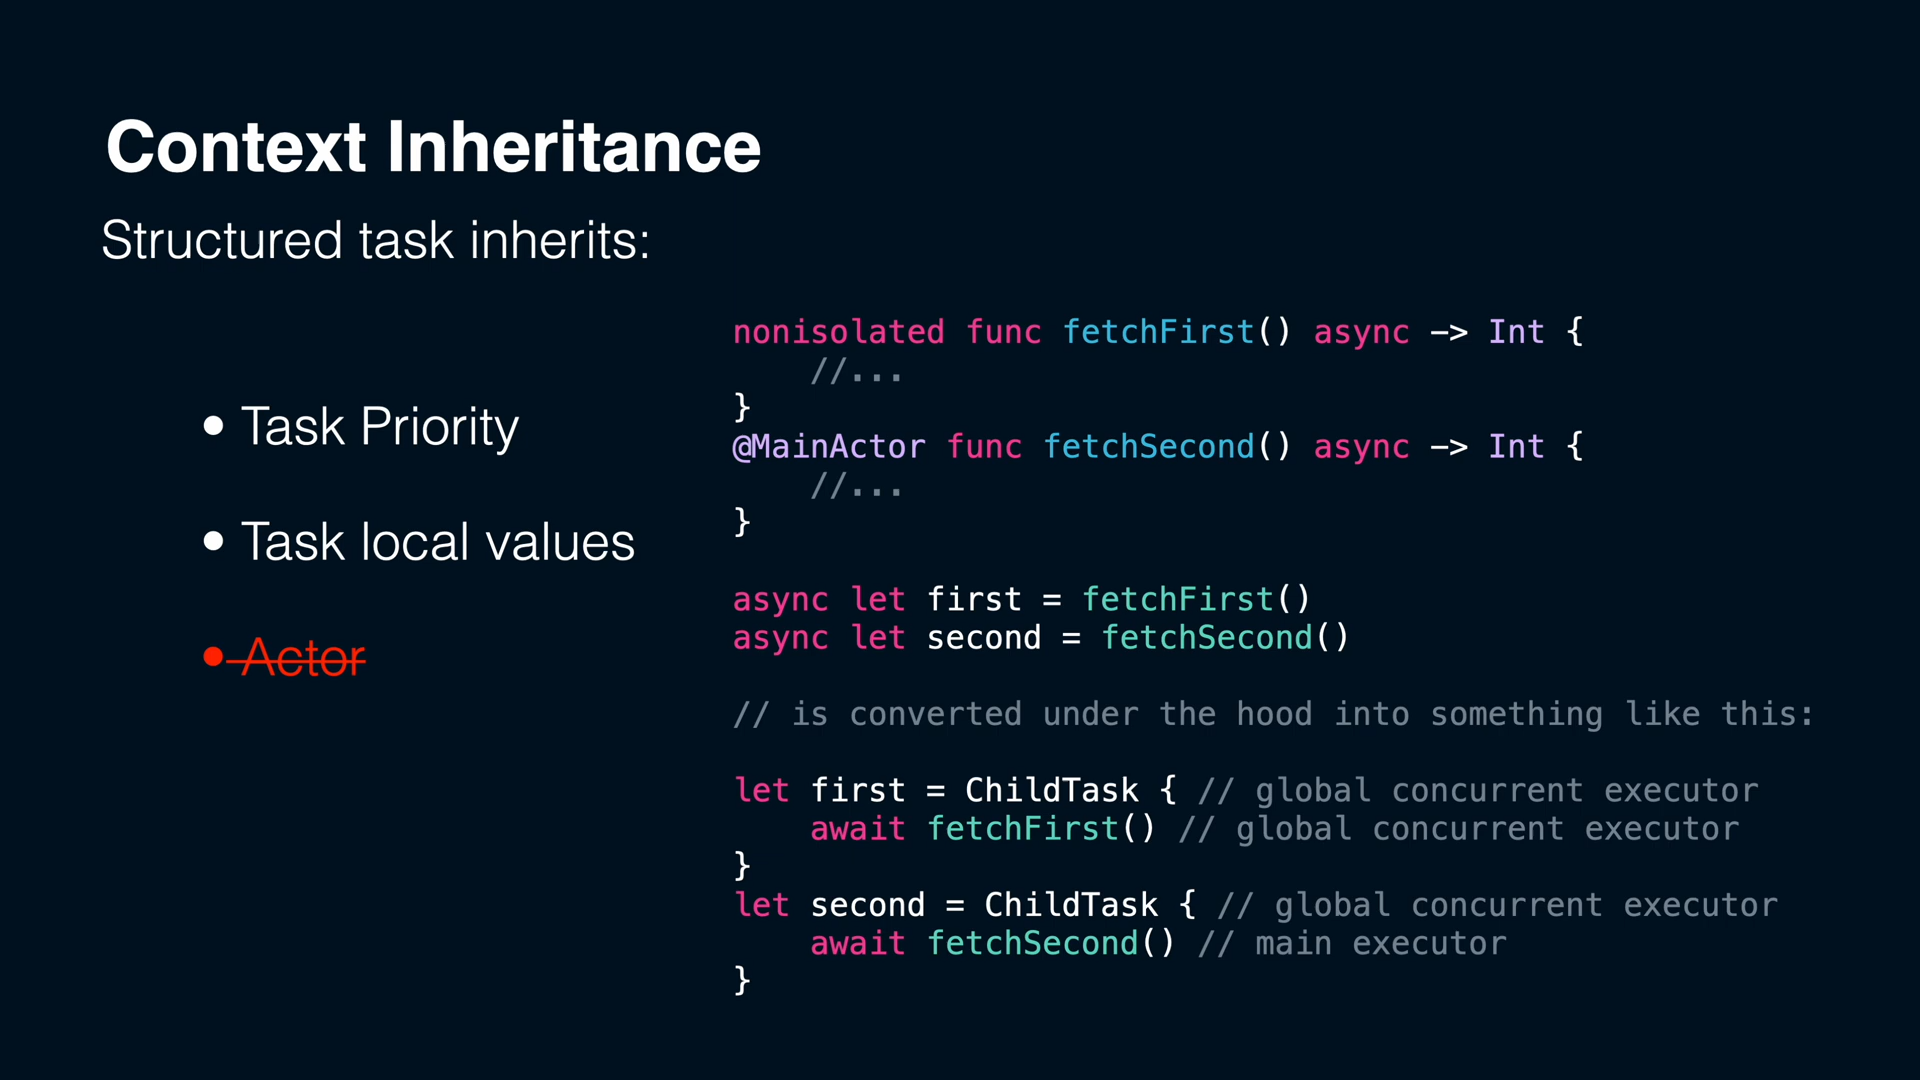 Context Inheritance
Structured task inherits:
• Task Priority
• Task local values
• Actor
nonisolated func fetchFirst() async -> Int {
    //...
}
@MainActor func fetchSecond() async -> Int {
    //...
}
async let first = fetchFirst()
async let second = fetchSecond()
// is converted under the hood into something like this:
let first = ChildTask { // global concurrent executor
    await fetchFirst() // global concurrent executor
}
let second = ChildTask { // global concurrent executor
    await fetchSecond() // main executor
}